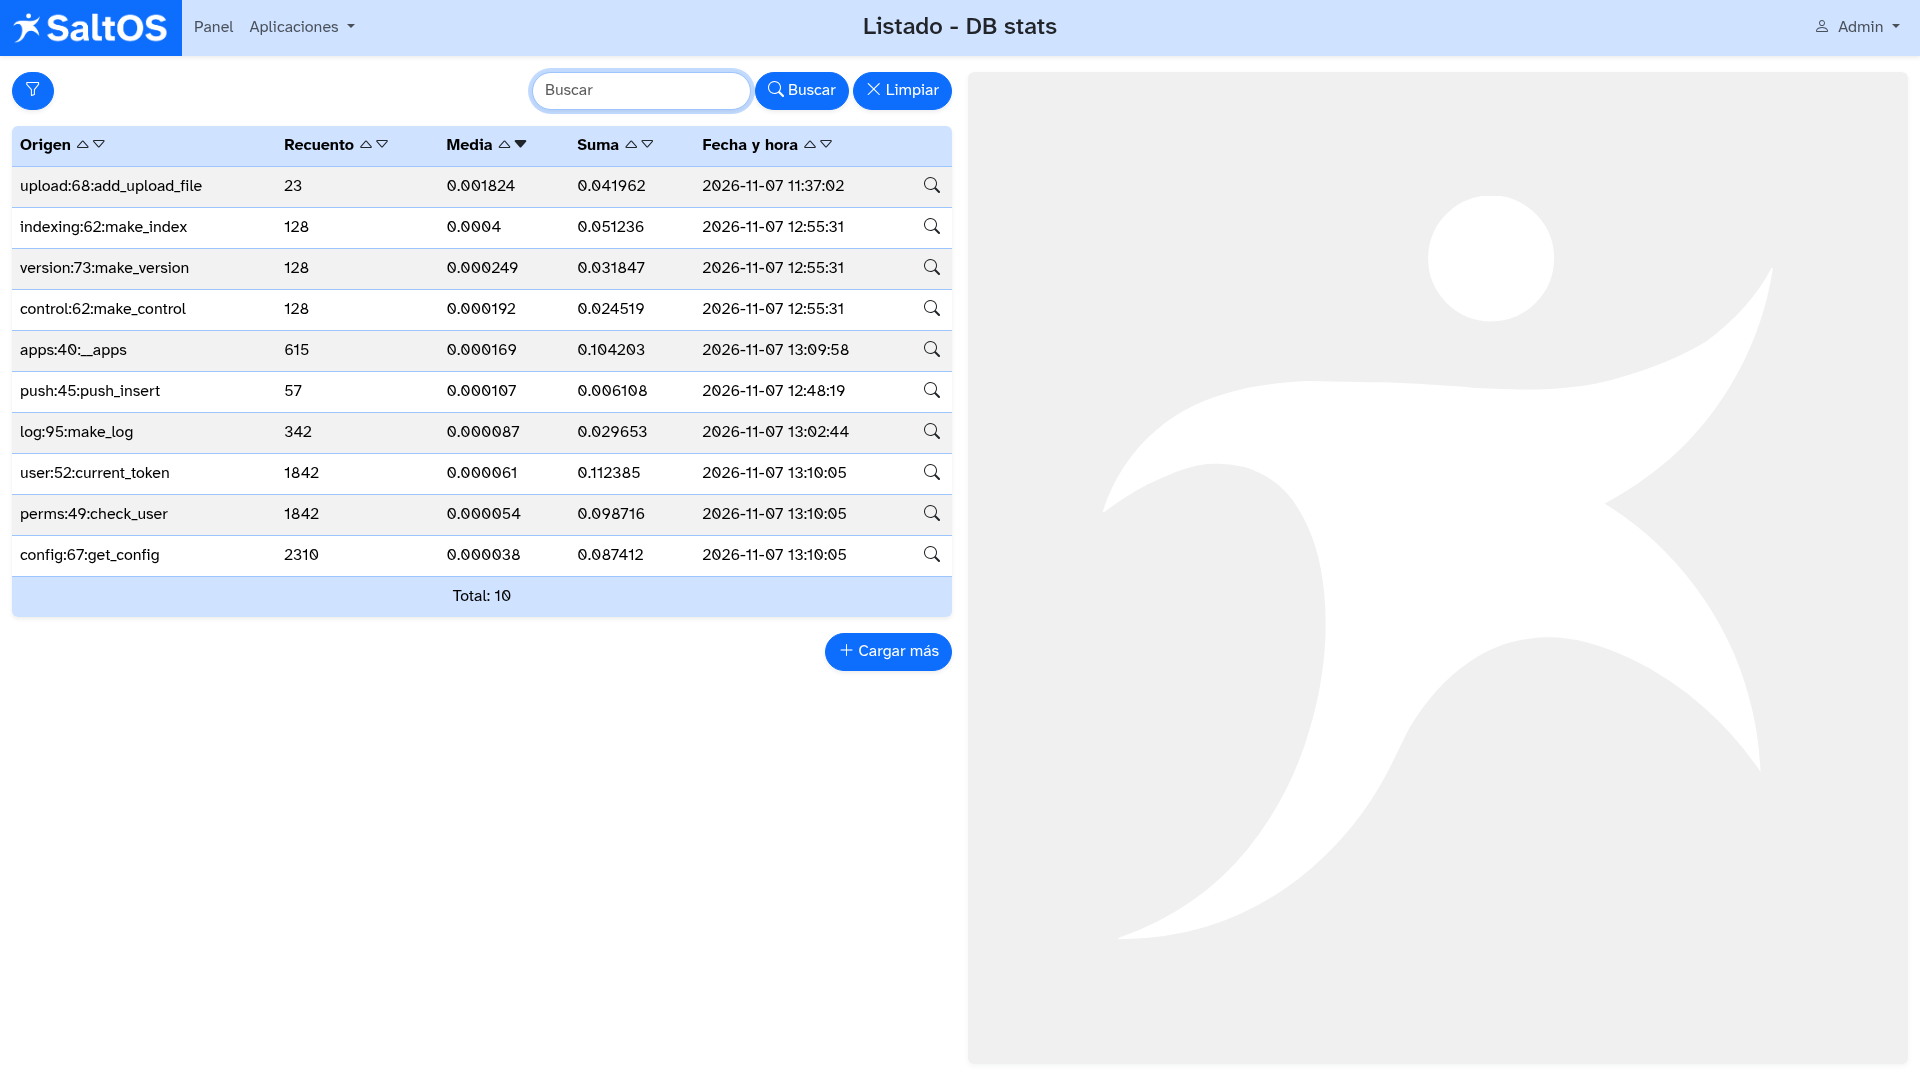 SaltOS Panel Aplicaciones Listado - DB stats Admin
Buscar Buscar Limpiar
Origen Recuento Media Suma Fecha y hora
upload:68:add_upload_file 23 0.001824 0.041962 2026-11-07 11:37:02
indexing:62:make_index 128 0.0004 0.051236 2026-11-07 12:55:31
version:73:make_version 128 0.000249 0.031847 2026-11-07 12:55:31
control:62:make_control 128 0.000192 0.024519 2026-11-07 12:55:31
apps:40:__apps 615 0.000169 0.104203 2026-11-07 13:09:58
push:45:push_insert 57 0.000107 0.006108 2026-11-07 12:48:19
log:95:make_log 342 0.000087 0.029653 2026-11-07 13:02:44
user:52:current_token 1842 0.000061 0.112385 2026-11-07 13:10:05
perms:49:check_user 1842 0.000054 0.098716 2026-11-07 13:10:05
config:67:get_config 2310 0.000038 0.087412 2026-11-07 13:10:05
Total: 10
Cargar más